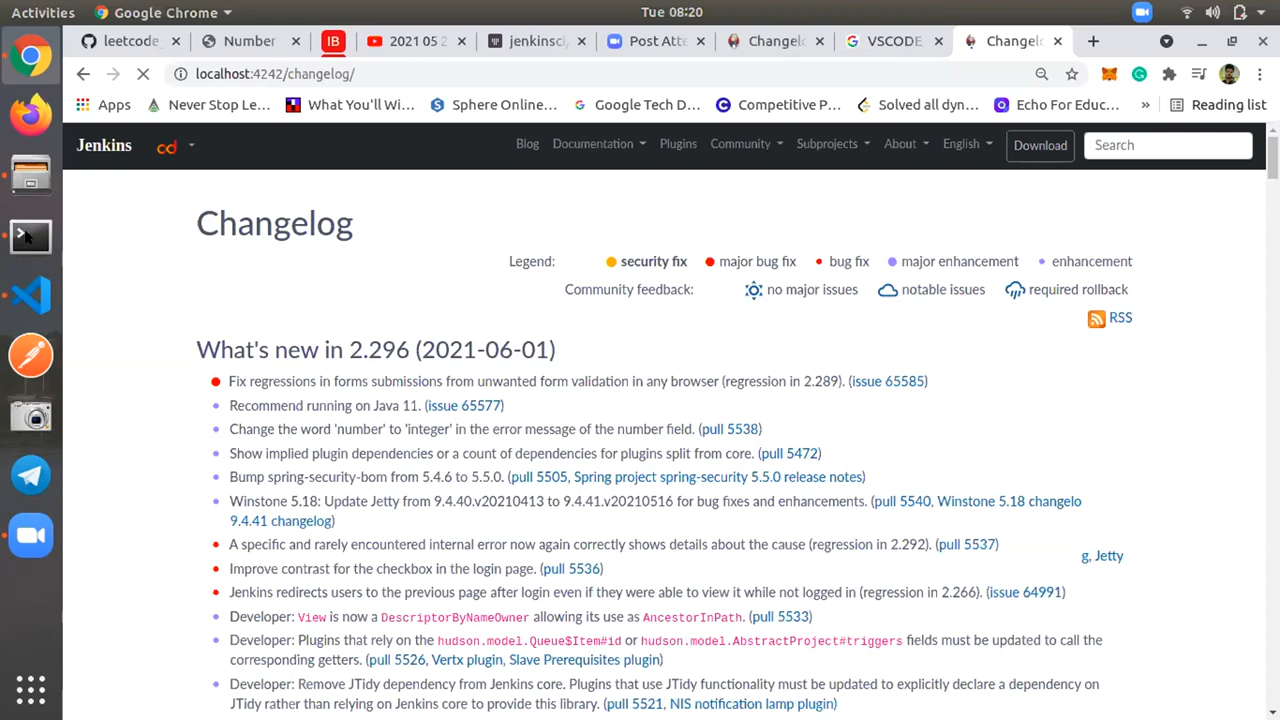 Activities Google Chrome Tue 08:20
leetcode_ Number IB 2021 05 2 jenkinsci, Post Atte Changelo VSCODE Changelo
localhost:4242/changelog/
Apps Never Stop Le... What You'll Wi... Sphere Online... Google Tech D... Competitive P... Solved all dyn... Echo For Educ... » Reading list
Jenkins cd Blog Documentation Plugins Community Subprojects About English Download Search
Changelog
Legend: security fix major bug fix bug fix major enhancement enhancement
Community feedback: no major issues notable issues required rollback
RSS
What's new in 2.296 (2021-06-01)
Fix regressions in forms submissions from unwanted form validation in any browser (regression in 2.289). (issue 65585)
Recommend running on Java 11. (issue 65577)
Change the word 'number' to 'integer' in the error message of the number field. (pull 5538)
Show implied plugin dependencies or a count of dependencies for plugins split from core. (pull 5472)
Bump spring-security-bom from 5.4.6 to 5.5.0. (pull 5505, Spring project spring-security 5.5.0 release notes)
Winstone 5.18: Update Jetty from 9.4.40.v20210413 to 9.4.41.v20210516 for bug fixes and enhancements. (pull 5540, Winstone 5.18 changelo
9.4.41 changelog)
A specific and rarely encountered internal error now again correctly shows details about the cause (regression in 2.292). (pull 5537)
g, Jetty
Improve contrast for the checkbox in the login page. (pull 5536)
Jenkins redirects users to the previous page after login even if they were able to view it while not logged in (regression in 2.266). (issue 64991)
Developer: View is now a DescriptorByNameOwner allowing its use as AncestorInPath. (pull 5533)
Developer: Plugins that rely on the hudson.model.Queue$Item#id or hudson.model.AbstractProject#triggers fields must be updated to call the
corresponding getters. (pull 5526, Vertx plugin, Slave Prerequisites plugin)
Developer: Remove JTidy dependency from Jenkins core. Plugins that use JTidy functionality must be updated to explicitly declare a dependency on
JTidy rather than relying on Jenkins core to provide this library. (pull 5521, NIS notification lamp plugin)